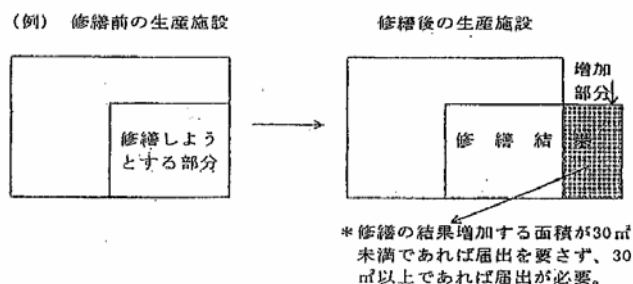 (例) 修繕前の生産施設
修繕後の生産施設
増加
部分
修繕しよう
とする部分
修 繕 結 果
*修繕の結果増加する面積が30㎡
未満であれば届出を要さず、30
㎡以上であれば届出が必要。